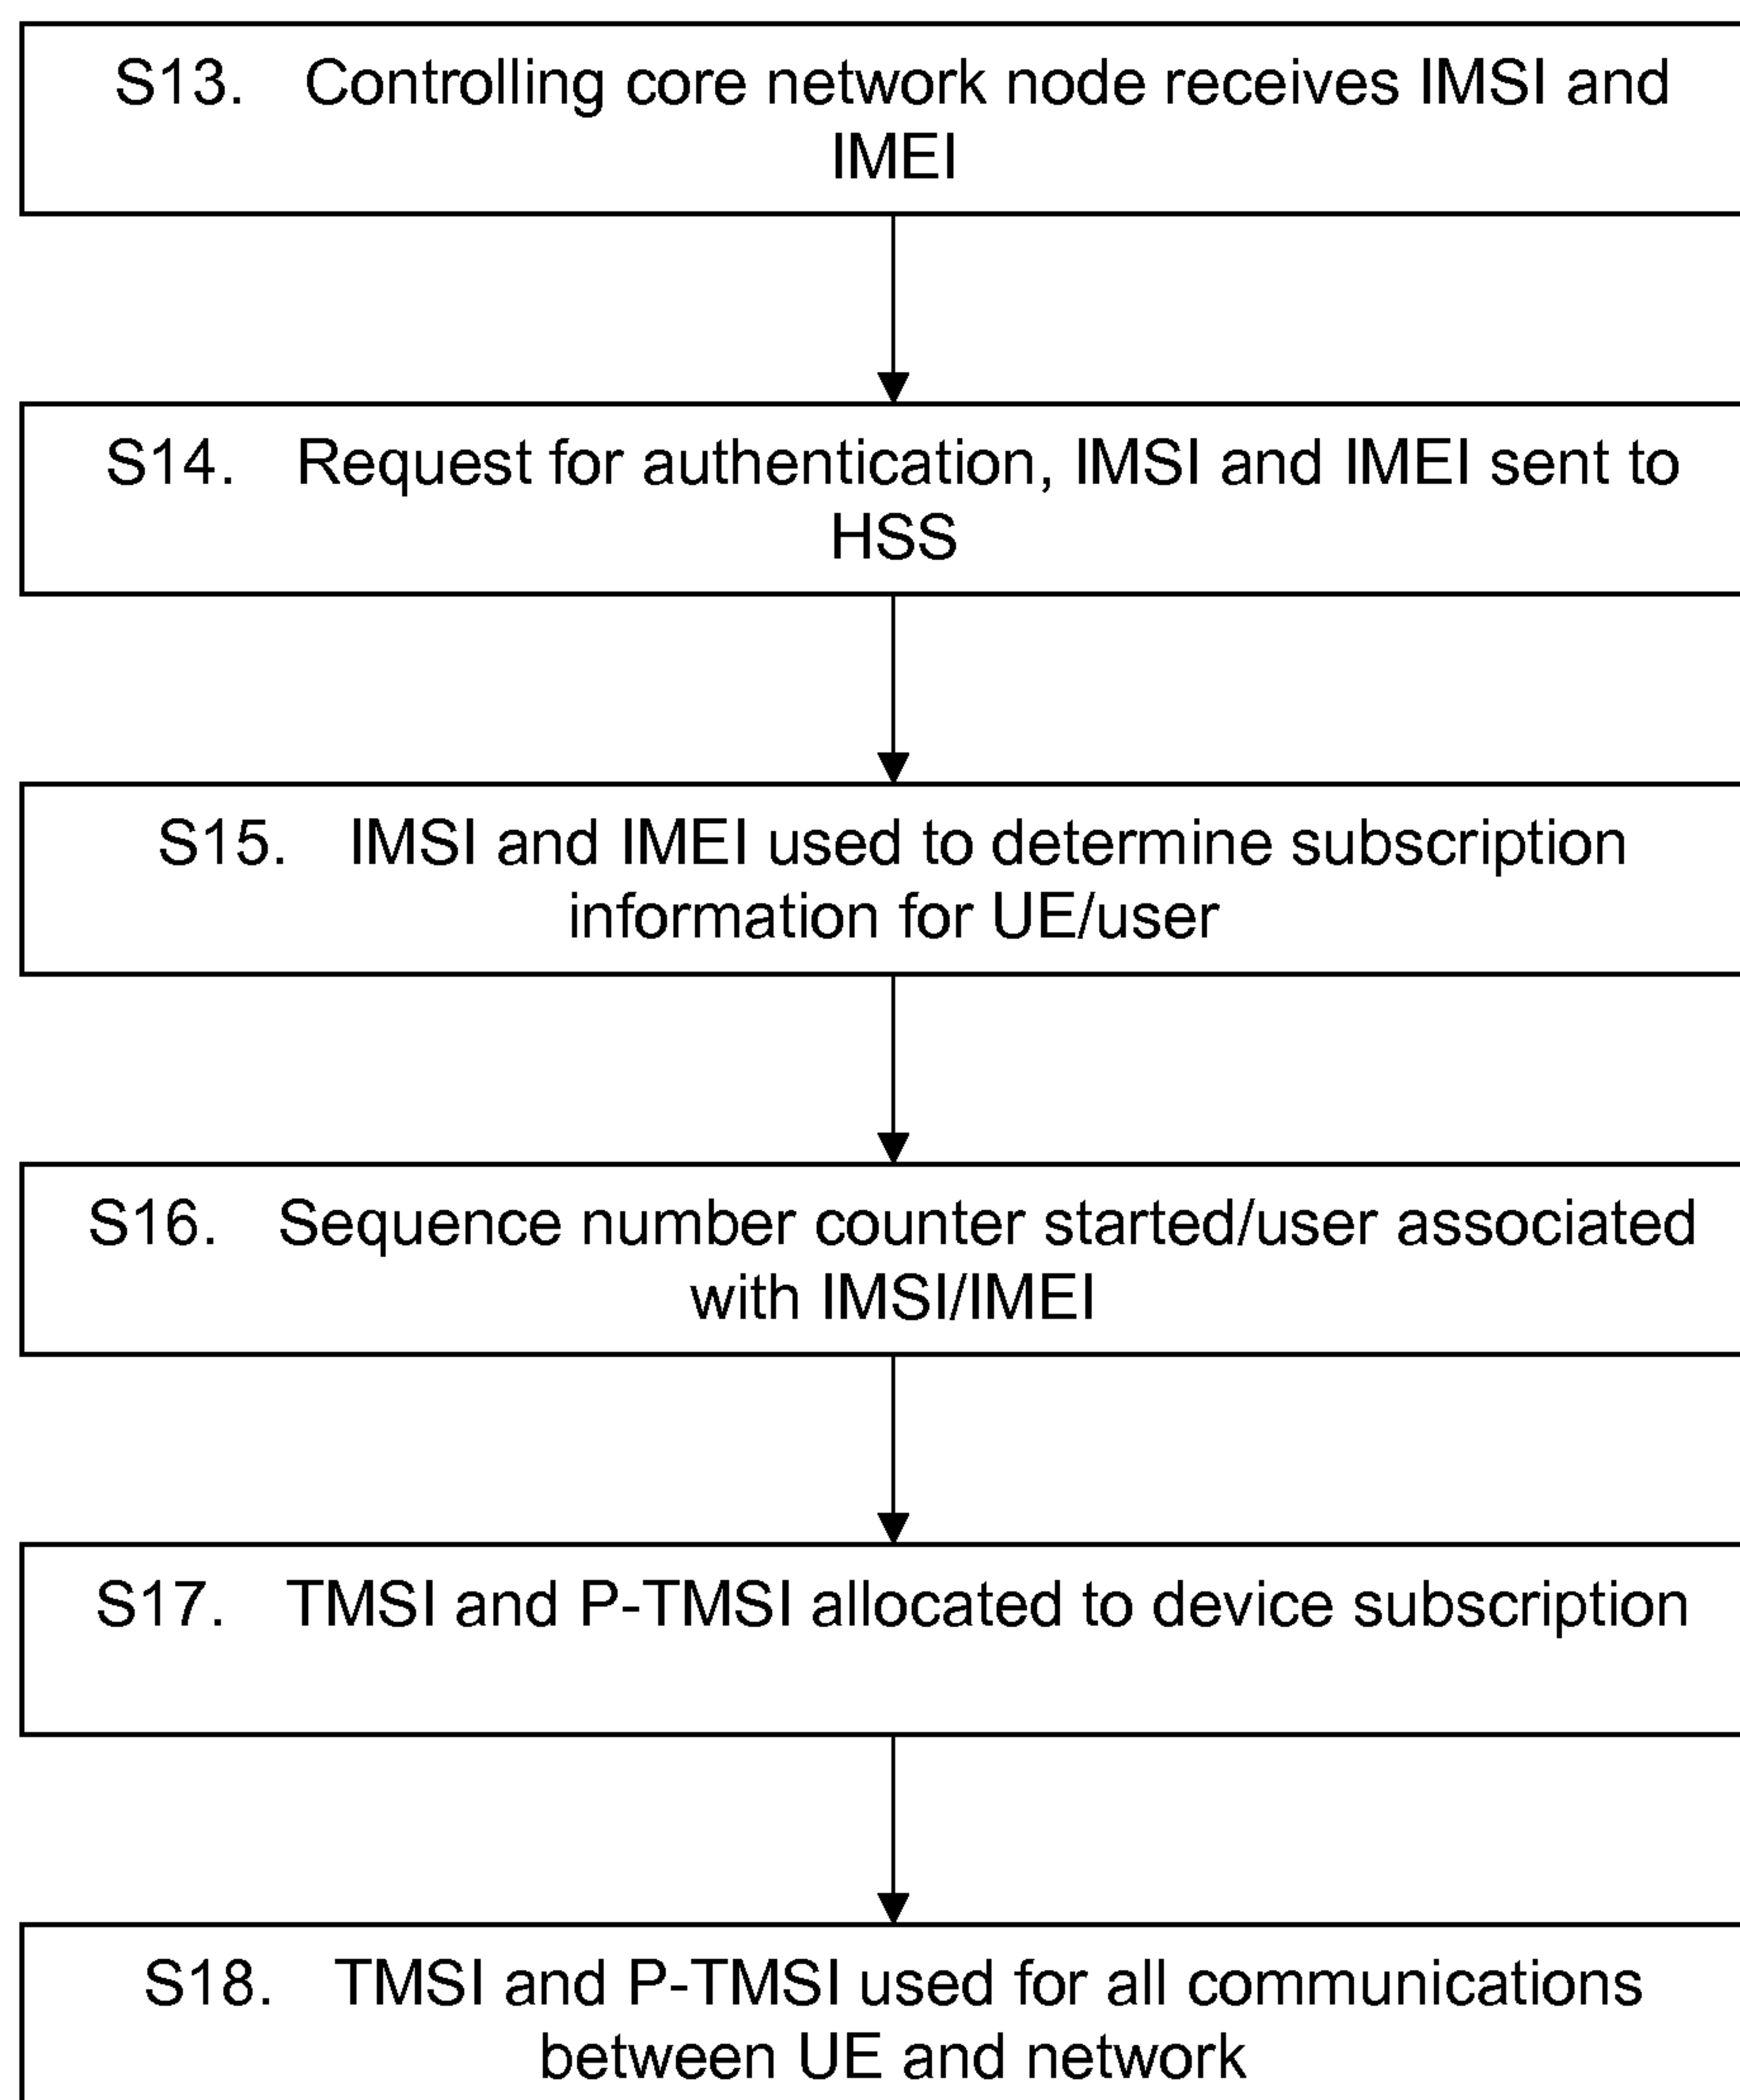 S13. Controlling core network node receives IMSI and
IMEI
S14. Request for authentication, IMSI and IMEI sent to
HSS
S15. IMSI and IMEI used to determine subscription
information for UE/user
S16. Sequence number counter started/user associated
with IMSI/IMEI
S17. TMSI and P-TMSI allocated to device subscription
S18. TMSI and P-TMSI used for all communications
between UE and network